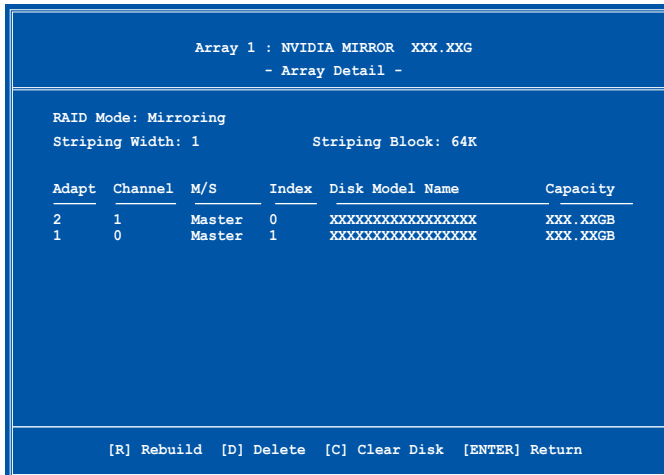 Array 1 : NVIDIA MIRROR XXX.XXG
- Array Detail -
RAID Mode: Mirroring
Striping Width: 1 Striping Block: 64K
Adapt Channel M/S Index Disk Model Name Capacity
2 1 Master 0 XXXXXXXXXXXXXXXXX XXX.XXGB
1 0 Master 1 XXXXXXXXXXXXXXXXX XXX.XXGB
[R] Rebuild [D] Delete [C] Clear Disk [ENTER] Return